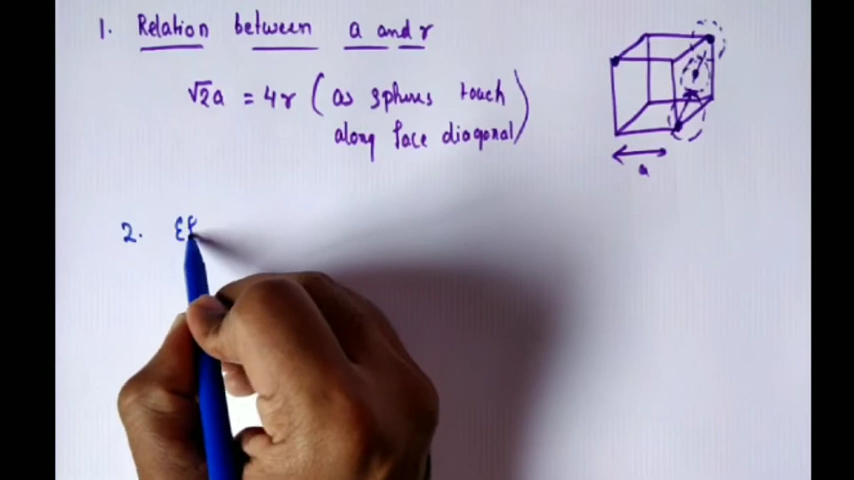 1. Relation between a and r
√2a = 4r ( as spheres touch
along face diagonal)
a
2. Ef